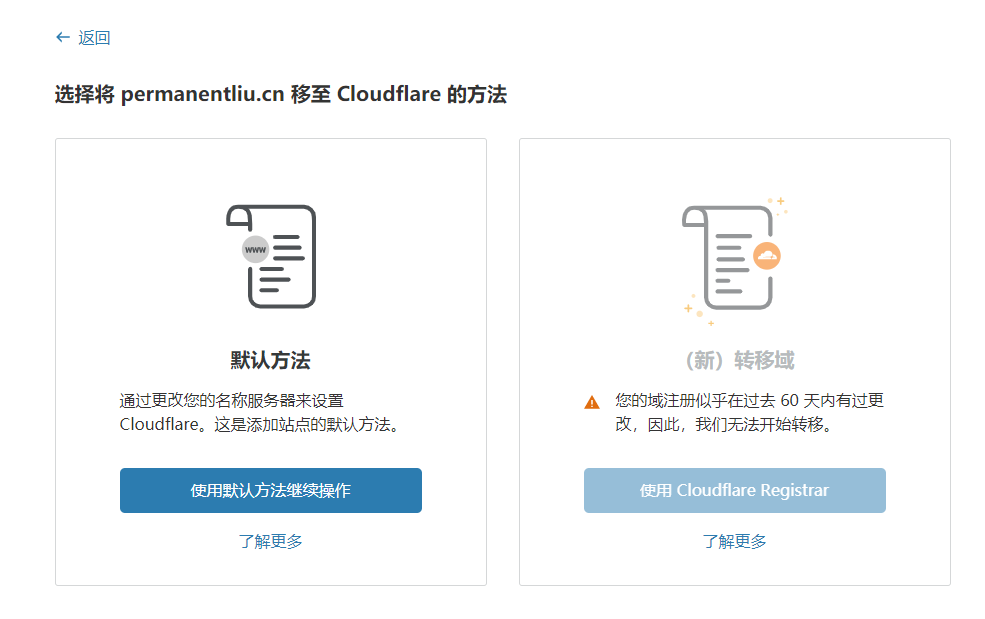 ← 返回
选择将 permanentliu.cn 移至 Cloudflare 的方法
www
默认方法
通过更改您的名称服务器来设置
Cloudflare。这是添加站点的默认方法。
使用默认方法继续操作
了解更多
（新）转移域
您的域注册似乎在过去 60 天内有过更
改，因此，我们无法开始转移。
使用 Cloudflare Registrar
了解更多